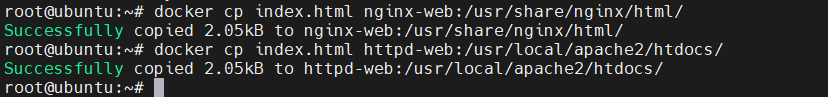 root@ubuntu:~# docker cp index.html nginx-web:/usr/share/nginx/html/
Successfully copied 2.05kB to nginx-web:/usr/share/nginx/html/
root@ubuntu:~# docker cp index.html httpd-web:/usr/local/apache2/htdocs/
Successfully copied 2.05kB to httpd-web:/usr/local/apache2/htdocs/
root@ubuntu:~#